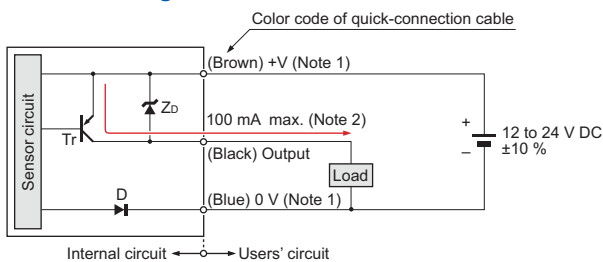 Color code of quick-connection cable
(Brown) +V (Note 1)
Sensor circuit
Tr
ZD
100 mA max. (Note 2)
(Black) Output
Load
+
–
12 to 24 V DC
±10 %
D
(Blue) 0 V (Note 1)
Internal circuit
Users' circuit